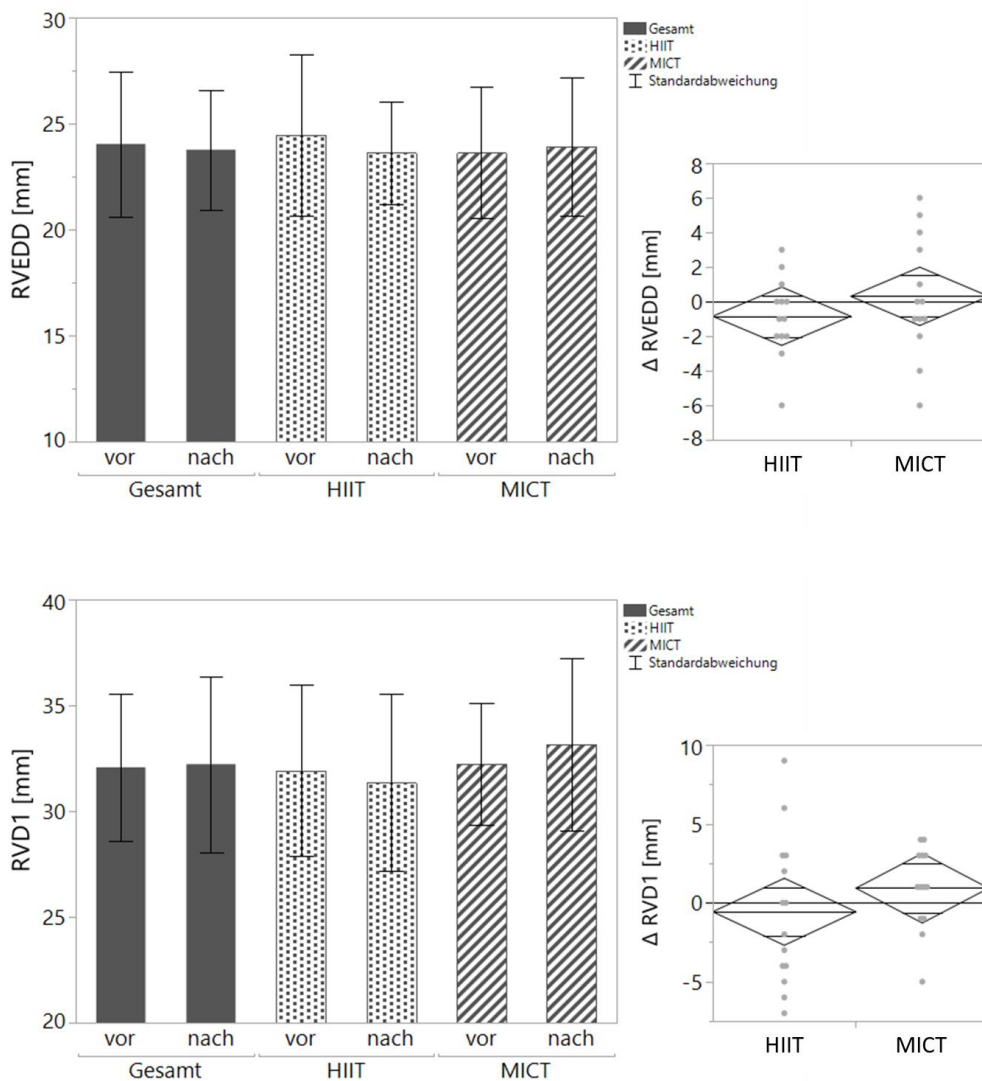 30
25
20
15
10
RVEDD [mm]
vor nach vor nach vor nach
Gesamt HIIT MICT
Gesamt
HIIT
MICT
Standardabweichung
8
6
4
2
0
-2
-4
-6
-8
Δ RVEDD [mm]
HIIT MICT
40
35
30
25
20
RVD1 [mm]
vor nach vor nach vor nach
Gesamt HIIT MICT
Gesamt
HIIT
MICT
Standardabweichung
10
5
0
-5
Δ RVD1 [mm]
HIIT MICT